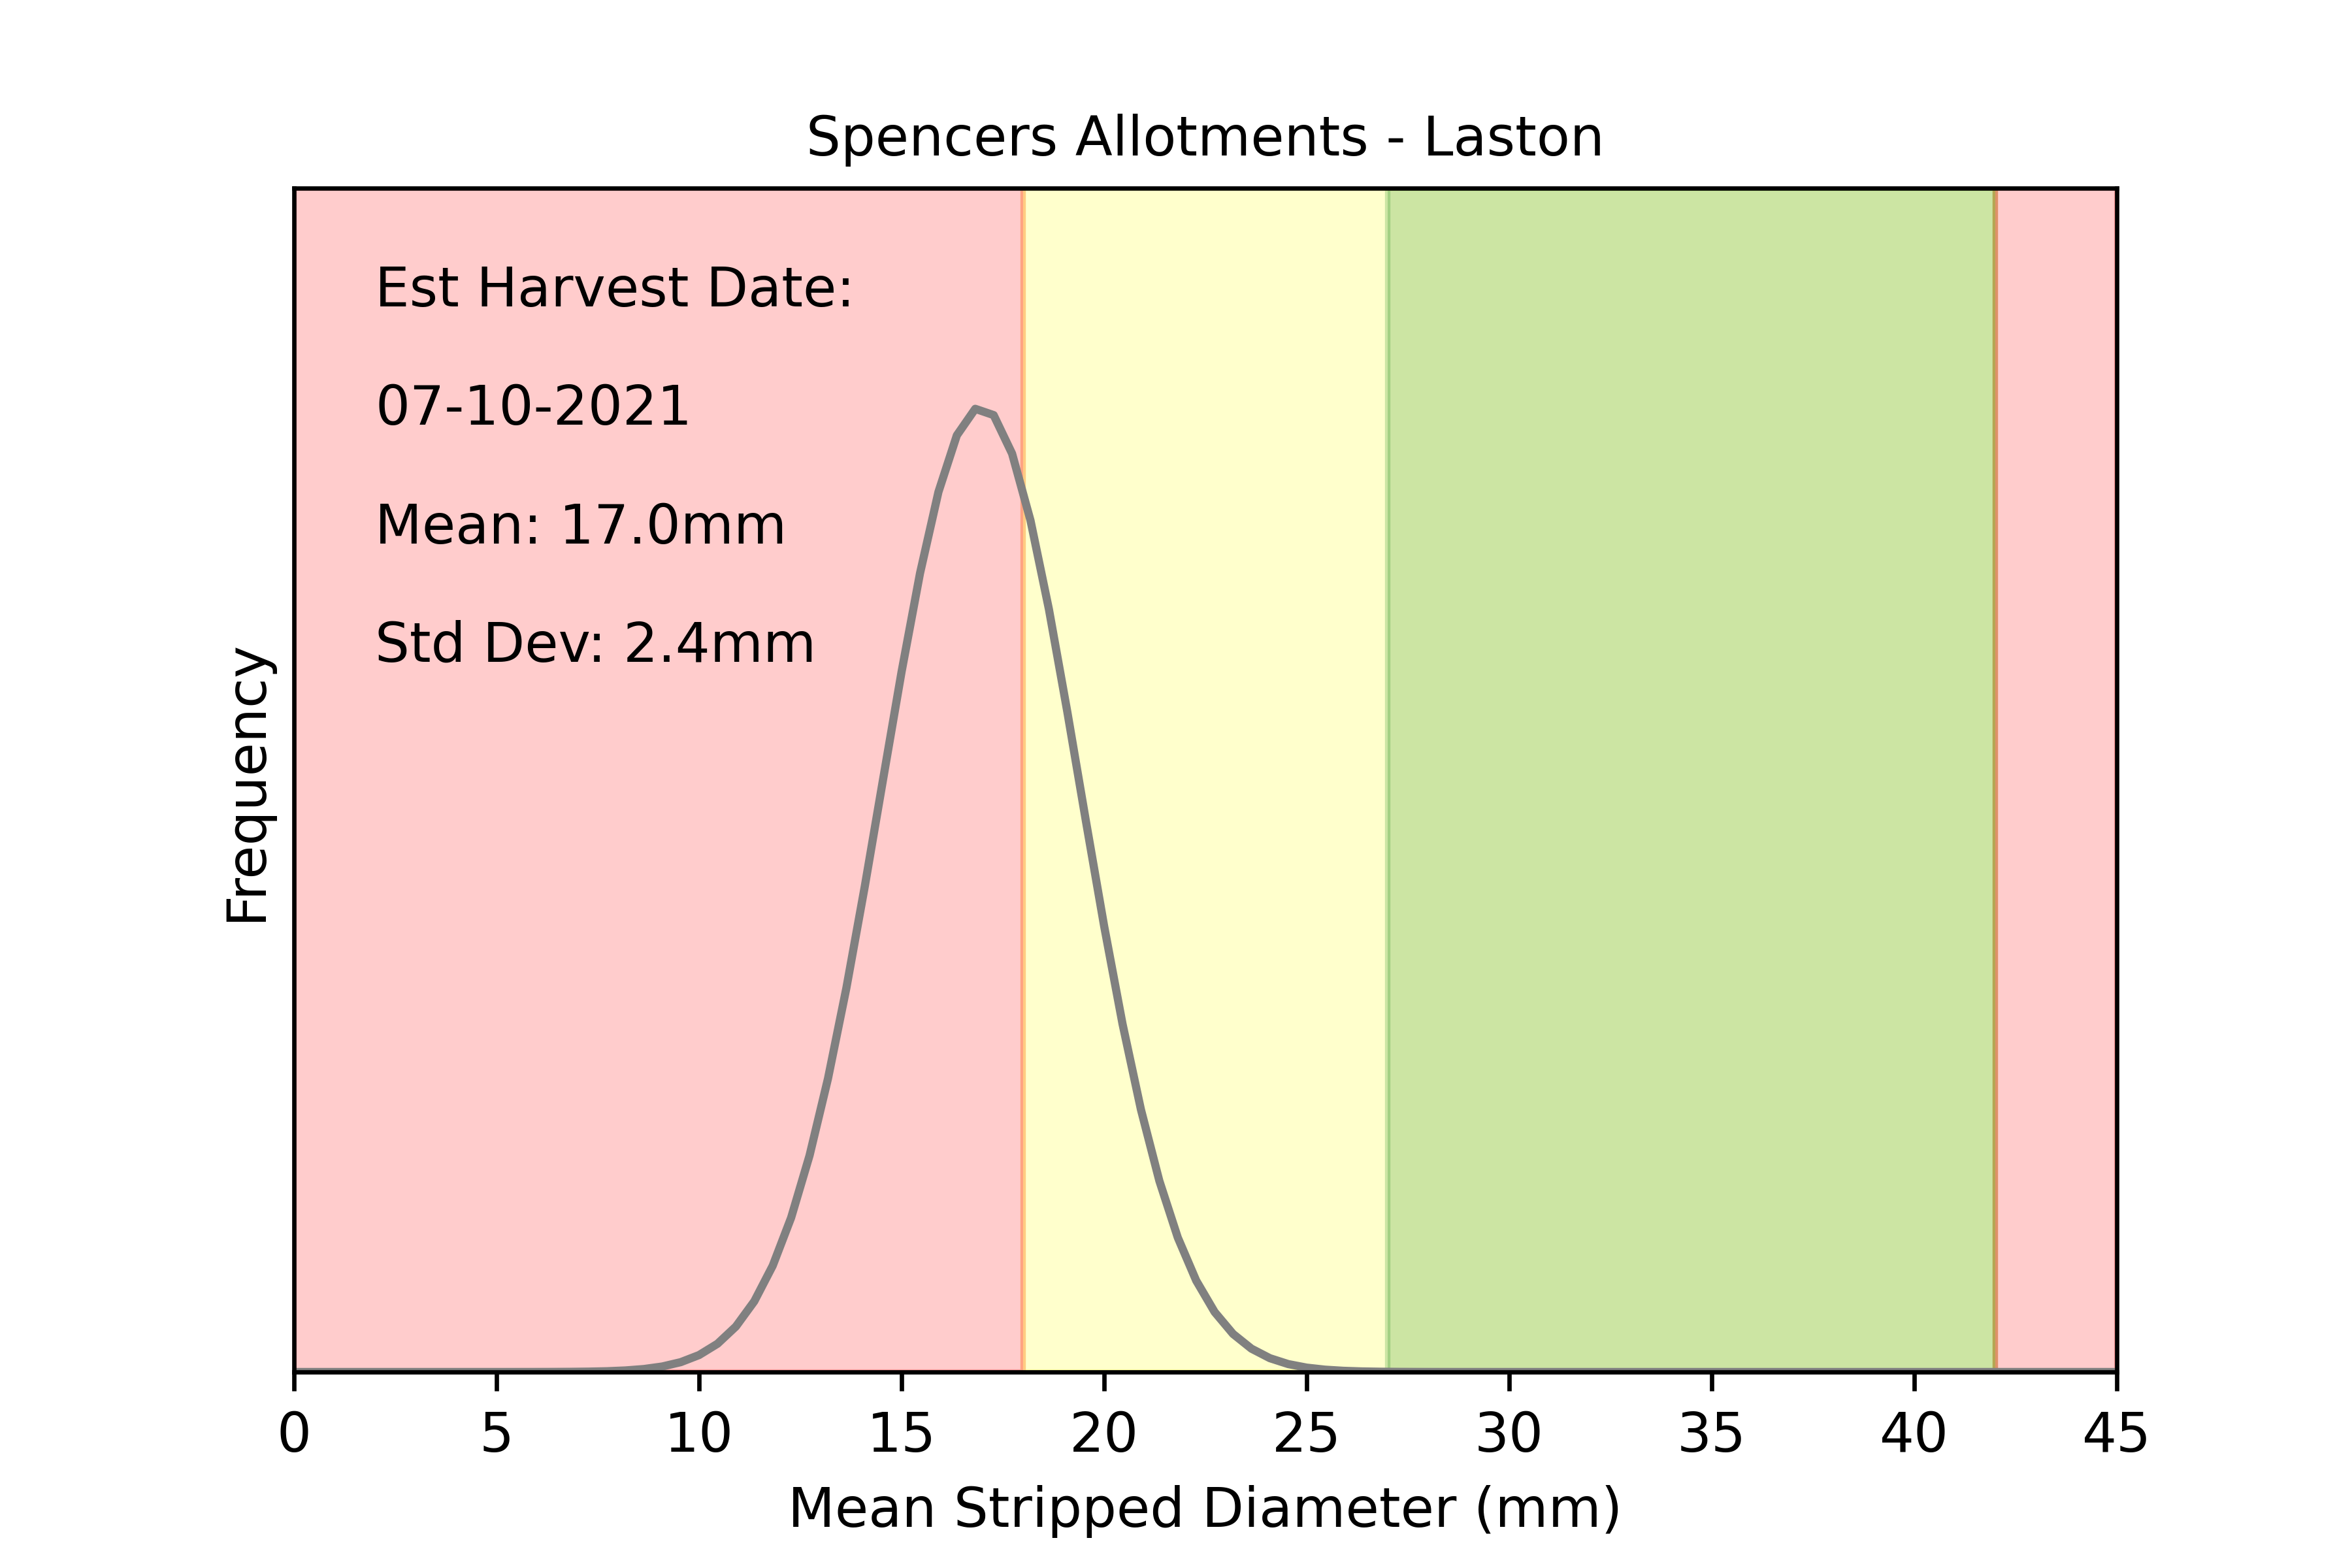 Spencers Allotments - Laston
Est Harvest Date:
07-10-2021
Mean: 17.0mm
Std Dev: 2.4mm
Frequency
0 5 10 15 20 25 30 35 40 45
Mean Stripped Diameter (mm)